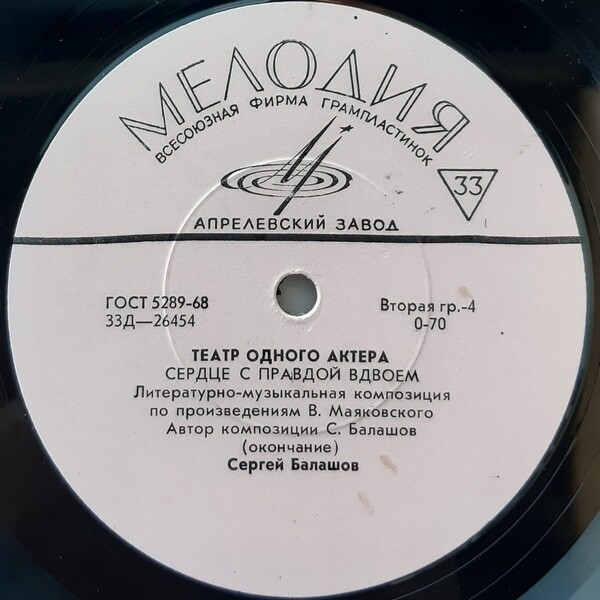 МЕЛОДИЯ
ВСЕСОЮЗНАЯ ФИРМА ГРАМПЛАСТИНОК
33
АПРЕЛЕВСКИЙ ЗАВОД
ГОСТ 5289-68
33Д—26454
Вторая гр.-4
0-70
ТЕАТР ОДНОГО АКТЕРА
СЕРДЦЕ С ПРАВДОЙ ВДВОЕМ
Литературно-музыкальная композиция
по произведениям В. Маяковского
Автор композиции С. Балашов
(окончание)
Сергей Балашов